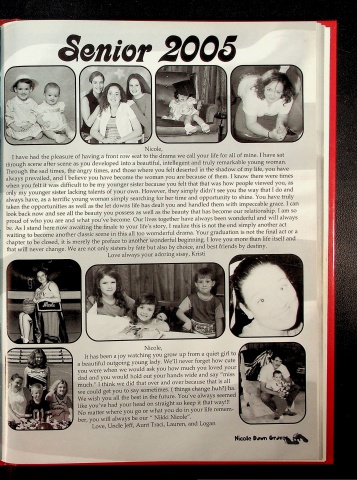 Senior 2005
Nicole,
I have had the pleasure of having a front row seat to the drama we call your life for all of mine. I have sat
through scene after scene as you developed into a beautiful, intelligent and truly remarkable young woman.
Through the sad times, the angry times, and those where you felt deserted in the shadow of my life, you have
always prevailed, and I believe you have become the woman you are because of them. I know there were times
when you felt it was difficult to be my younger sister because you felt that that was how people viewed you, as
only my younger sister lacking talents of your own. However, they simply didn't see you the way that I do and
always have, as a terrific young woman simply searching for her time and opportunity to shine. You have truly
taken the opportunities as well as the let downs life has dealt you and handled them with impeccable grace. I can
look back now and see all the beauty you possess as well as the beauty that has become our relationship. I am so
proud of who you are and what you've become. Our lives together have always been wonderful and will always
be. As I stand here now awaiting the finale to your life's story, I realize this is not the end simply another act
waiting to become another classic scene in this all too wonderful drama. Your graduation is not the final act or a
chapter to be closed, it is merely the preface to another wonderful beginning. I love you more than life itself and
that will never change. We are not only sisters by fate but also by choice, and best friends by destiny.
Love always your adoring sissy, Kristi
Nicole,
It has been a joy watching you grow up from a quiet girl to
a beautiful outgoing young lady. We'll never forget how cute
you were when we would ask you how much you loved your
dad and you would hold out your hands wide and say "miss
much." I think we did that over and over because that is all
we could get you to say sometimes, ( things change huh!) ha.
We wish you all the best in the future. You've always seemed
like you've had your head on straight so keep it that way!!!
No matter where you go or what you do in your life remem-
ber, you will always be our " Nikki Nicole".
Love, Uncle Jeff, Aunt Traci, Lauren, and Logan
Nicole Dawn